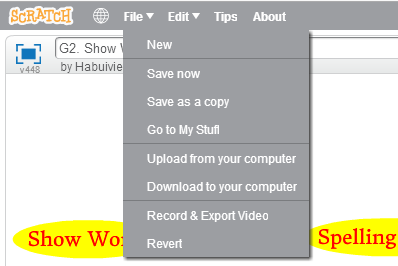 SCRATCH File Edit Tips About
New
G2. Show W
by Habuivie
v448
Save now
Save as a copy
Go to My Stuff
Upload from your computer
Download to your computer
Record & Export Video
Revert
Show Wor
Spelling